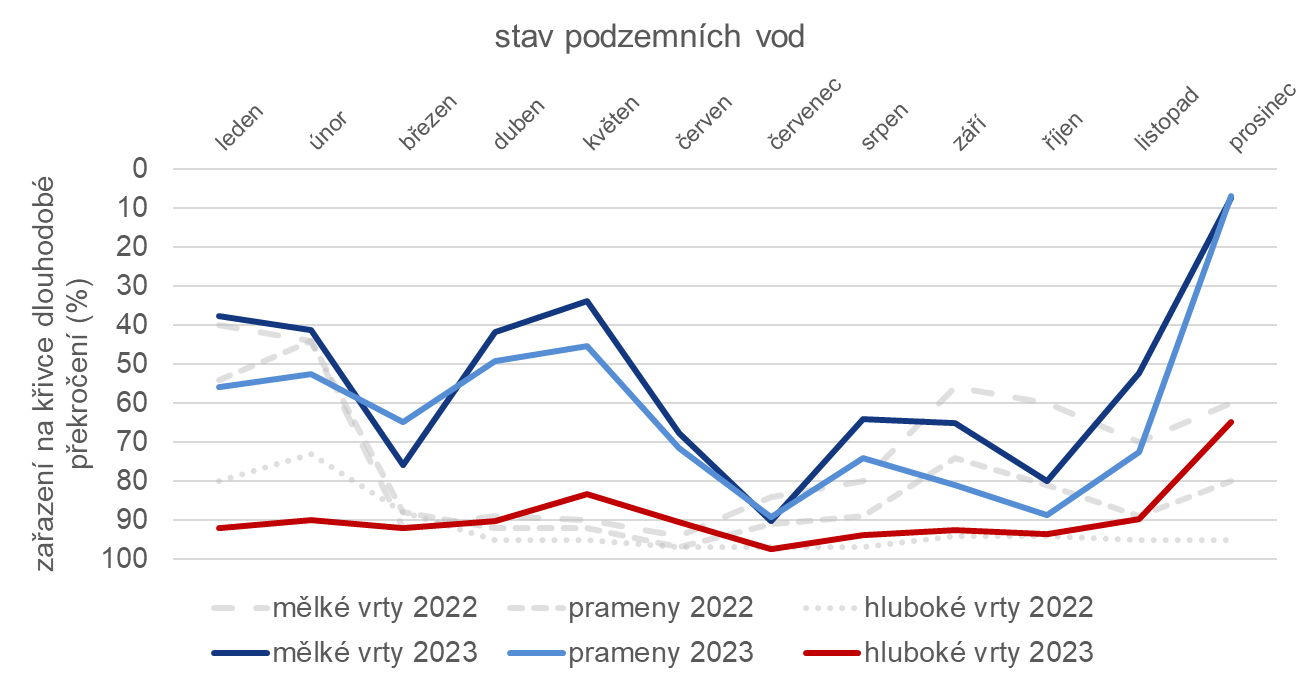 stav podzemních vod
leden únor březen duben květen červen červenec srpen září říjen listopad prosinec
zařazení na křivce dlouhodobé
překročení (%)
0
10
20
30
40
50
60
70
80
90
100
mělké vrty 2022 prameny 2022 hluboké vrty 2022
mělké vrty 2023 prameny 2023 hluboké vrty 2023